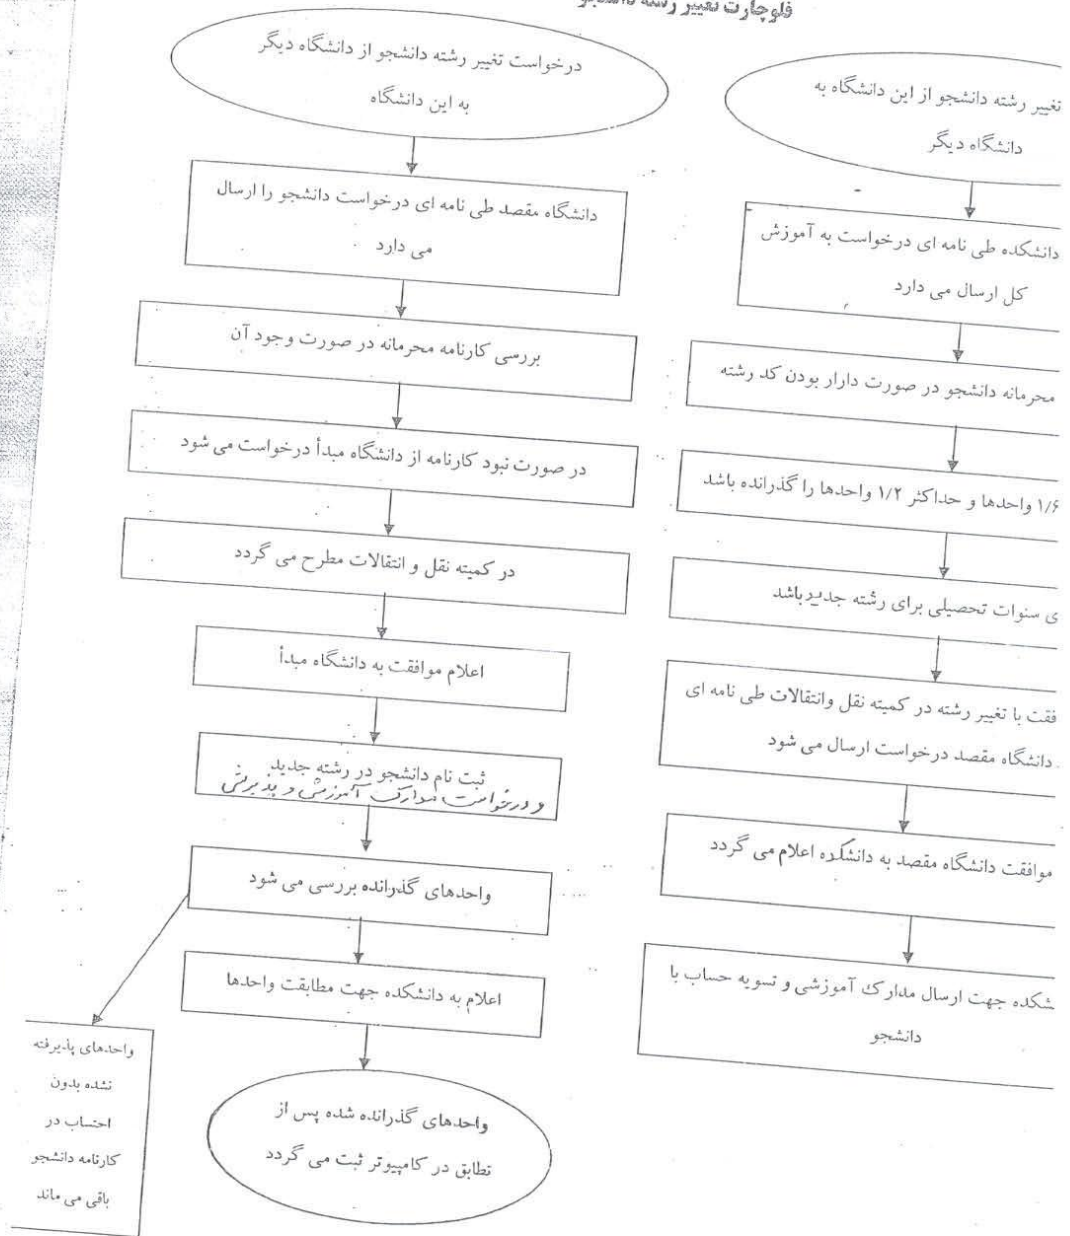 فلوچارت تغییر رشته دانشجو
تغییر رشته دانشجو از این دانشگاه به
دانشگاه دیگر
دانشکده طی نامه ای درخواست به آموزش
کل ارسال می دارد
محرمانه دانشجو در صورت دارار بودن کد رشته
۱/۶ واحدها و حداکثر ۱/۲ واحدها را گذرانده باشد
ی سنوات تحصیلی برای رشته جدید باشد
فقت با تغییر رشته در کمیته نقل وانتقالات طی نامه ای
دانشگاه مقصد درخواست ارسال می شود
موافقت دانشگاه مقصد به دانشکده اعلام می گردد
شکده جهت ارسال مدارک آموزشی و تسویه حساب با
دانشجو
درخواست تغییر رشته دانشجو از دانشگاه دیگر
به این دانشگاه
دانشگاه مقصد طی نامه ای درخواست دانشجو را ارسال
می دارد
بررسی کارنامه محرمانه در صورت وجود آن
در صورت نبود کارنامه از دانشگاه مبدأ درخواست می شود
در کمیته نقل و انتقالات مطرح می گردد
اعلام موافقت به دانشگاه مبدأ
ثبت نام دانشجو در رشته جدید
و درخواست مدارک آموزشی و پذیرش
واحدهای گذرانده بررسی می شود
اعلام به دانشکده جهت مطابقت واحدها
واحدهای گذرانده شده پس از
تطابق در کامپیوتر ثبت می گردد
واحدهای پذیرفته
نشده بدون
احتساب در
کارنامه دانشجو
باقی می ماند